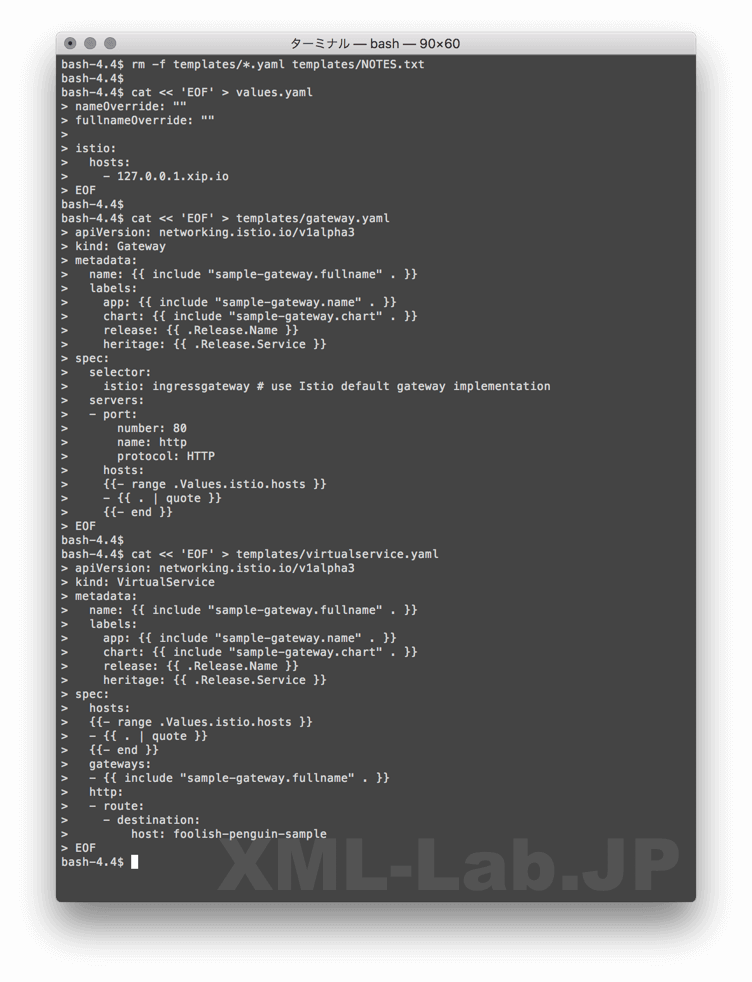 ターミナル — bash — 90×60
bash-4.4$ rm -f templates/*.yaml templates/NOTES.txt
bash-4.4$
bash-4.4$ cat << 'EOF' > values.yaml
> nameOverride: ""
> fullnameOverride: ""
>
> istio:
>   hosts:
>     - 127.0.0.1.xip.io
> EOF
bash-4.4$
bash-4.4$ cat << 'EOF' > templates/gateway.yaml
> apiVersion: networking.istio.io/v1alpha3
> kind: Gateway
> metadata:
>   name: {{ include "sample-gateway.fullname" . }}
>   labels:
>     app: {{ include "sample-gateway.name" . }}
>     chart: {{ include "sample-gateway.chart" . }}
>     release: {{ .Release.Name }}
>     heritage: {{ .Release.Service }}
> spec:
>   selector:
>     istio: ingressgateway # use Istio default gateway implementation
>   servers:
>   - port:
>       number: 80
>       name: http
>       protocol: HTTP
>     hosts:
>     {{- range .Values.istio.hosts }}
>     - {{ . | quote }}
>     {{- end }}
> EOF
bash-4.4$
bash-4.4$ cat << 'EOF' > templates/virtualservice.yaml
> apiVersion: networking.istio.io/v1alpha3
> kind: VirtualService
> metadata:
>   name: {{ include "sample-gateway.fullname" . }}
>   labels:
>     app: {{ include "sample-gateway.name" . }}
>     chart: {{ include "sample-gateway.chart" . }}
>     release: {{ .Release.Name }}
>     heritage: {{ .Release.Service }}
> spec:
>   hosts:
>   {{- range .Values.istio.hosts }}
>   - {{ . | quote }}
>   {{- end }}
>   gateways:
>   - {{ include "sample-gateway.fullname" . }}
>   http:
>   - route:
>     - destination:
>         host: foolish-penguin-sample
> EOF
bash-4.4$
XML-Lab.JP